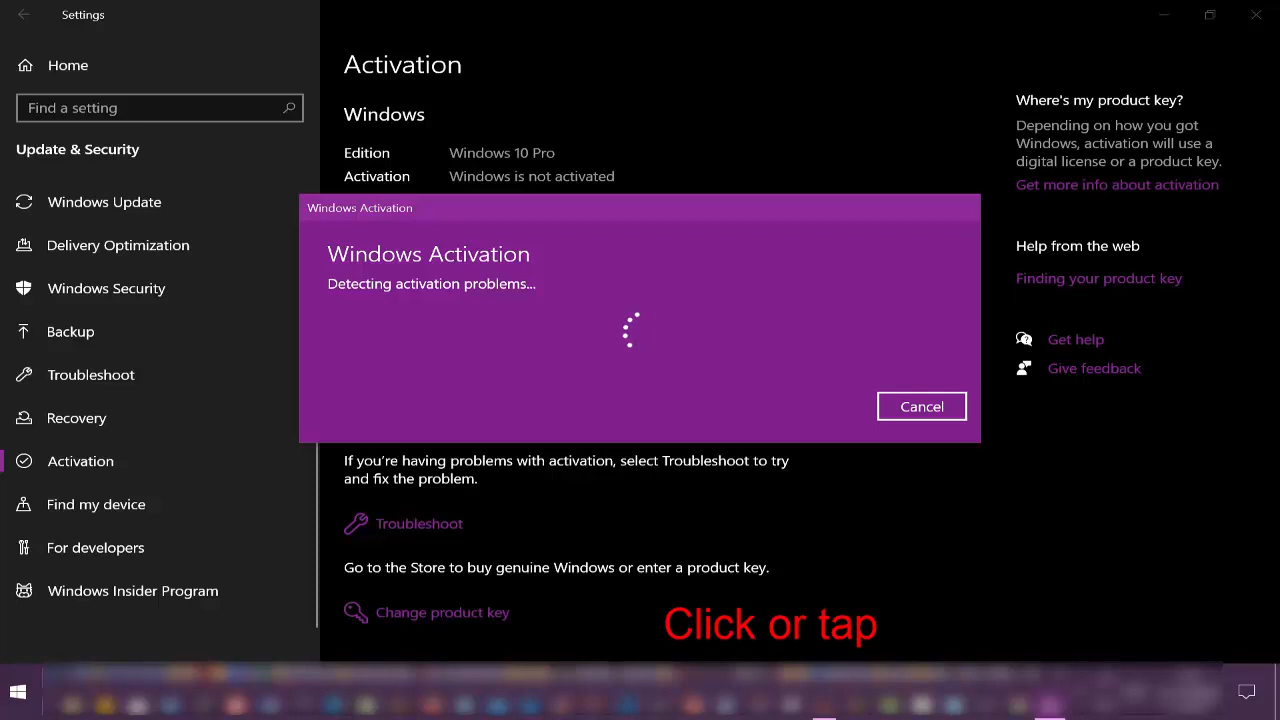 Settings
Home
Find a setting
Update & Security
Windows Update
Delivery Optimization
Windows Security
Backup
Troubleshoot
Recovery
Activation
Find my device
For developers
Windows Insider Program
Activation
Windows
Edition Windows 10 Pro
Activation Windows is not activated
Windows Activation
Windows Activation
Detecting activation problems...
Cancel
If you're having problems with activation, select Troubleshoot to try
and fix the problem.
Troubleshoot
Go to the Store to buy genuine Windows or enter a product key.
Change product key
Click or tap
Where's my product key?
Depending on how you got
Windows, activation will use a
digital license or a product key.
Get more info about activation
Help from the web
Finding your product key
Get help
Give feedback